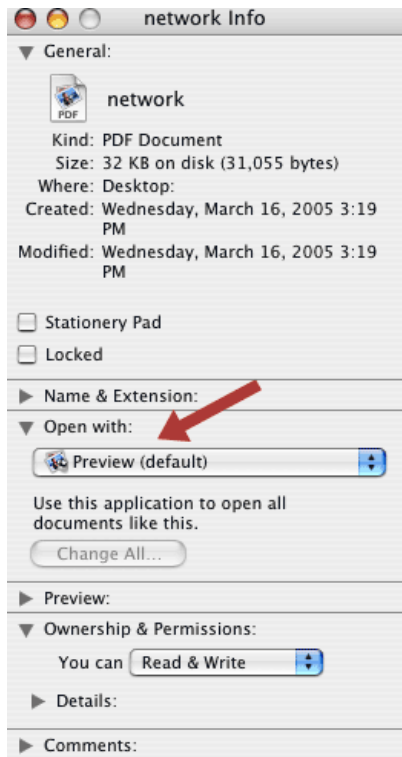 network Info
General:
PDF
network
Kind: PDF Document
Size: 32 KB on disk (31,055 bytes)
Where: Desktop:
Created: Wednesday, March 16, 2005 3:19
PM
Modified: Wednesday, March 16, 2005 3:19
PM
Stationery Pad
Locked
Name & Extension:
Open with:
Preview (default)
Use this application to open all
documents like this.
Change All...
Preview:
Ownership & Permissions:
You can Read & Write
Details:
Comments: